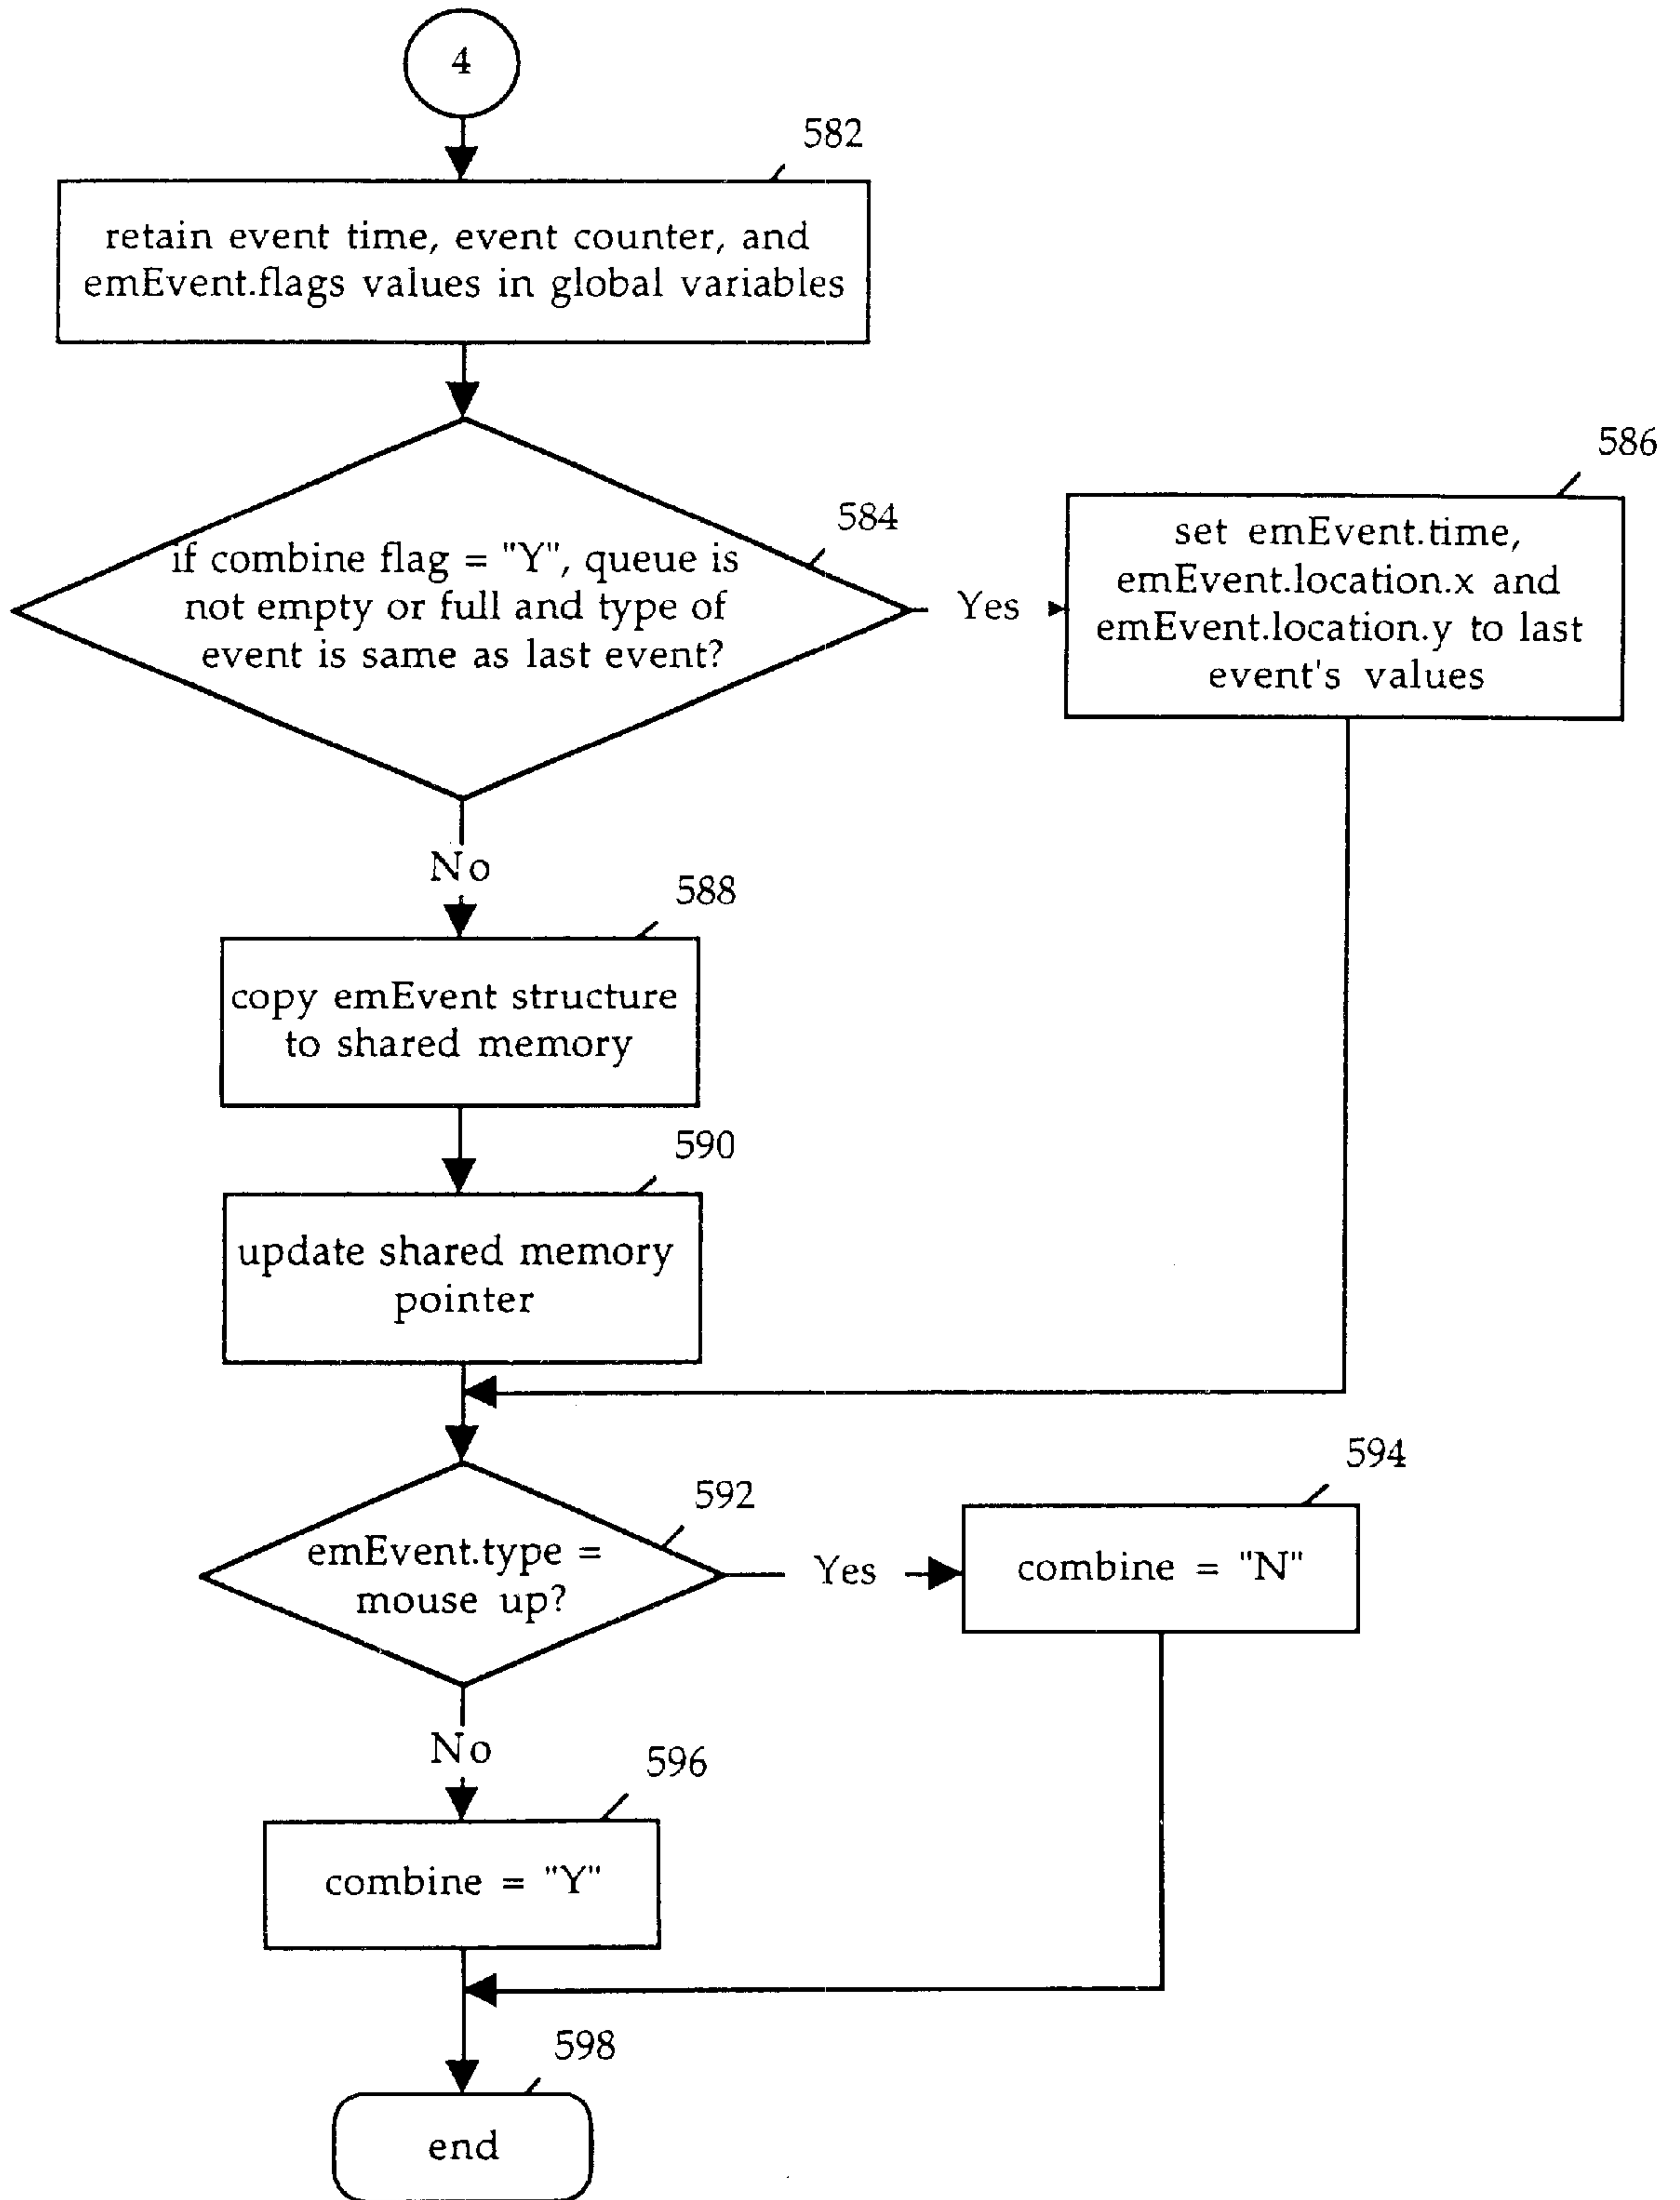 4
582
retain event time, event counter, and
emEvent.flags values in global variables
584
if combine flag = "Y", queue is
not empty or full and type of
event is same as last event?
Yes
586
set emEvent.time,
emEvent.location.x and
emEvent.location.y to last
event's values
No
588
copy emEvent structure
to shared memory
590
update shared memory
pointer
592
emEvent.type =
mouse up?
Yes
594
combine = "N"
No
596
combine = "Y"
598
end